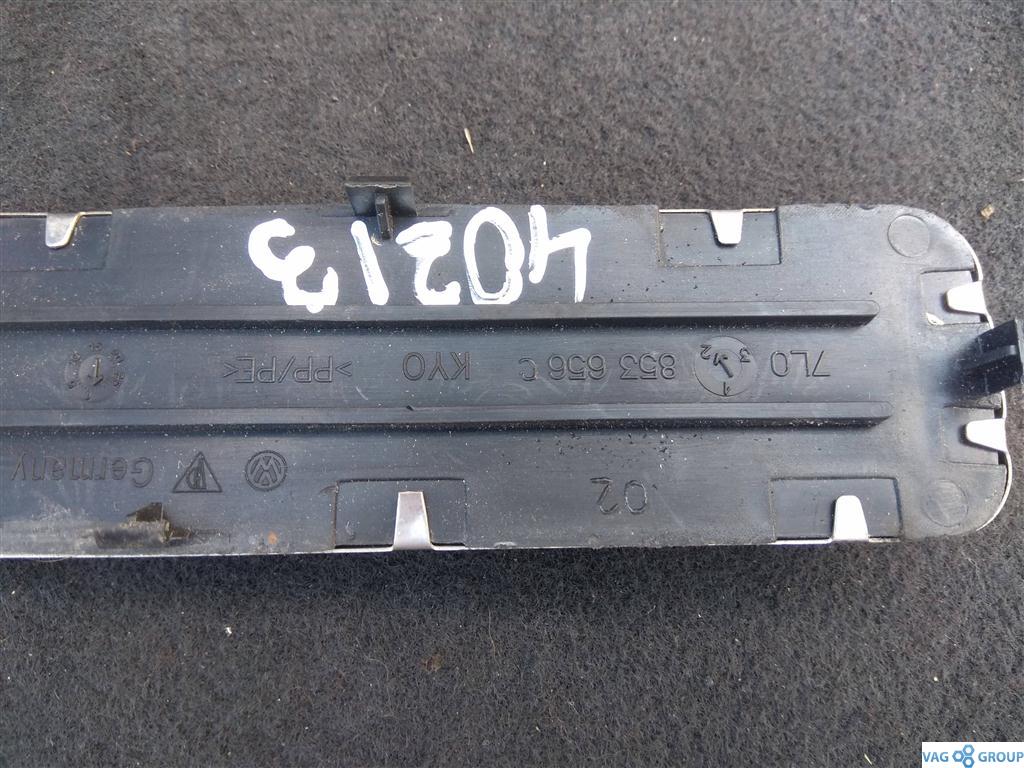 02
Germany
7L0 853 656 C KYO >PP/PE<
40213
VAG GROUP